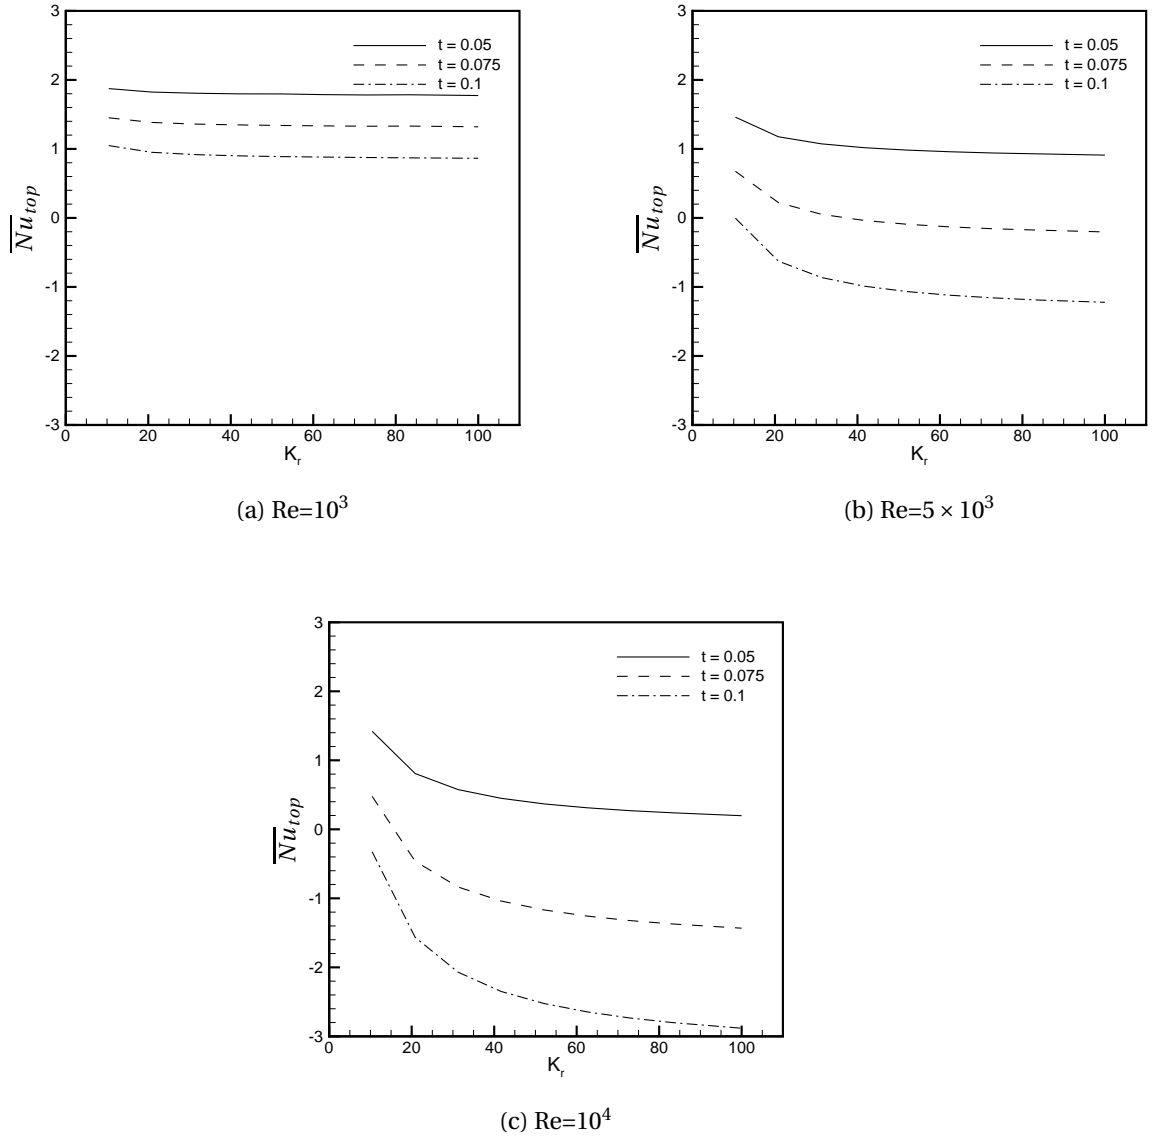 3
2
1
0
-1
-2
-3
0 20 40 60 80 100
K_r
\overline{Nu}_{top}
t = 0.05
t = 0.075
t = 0.1
(a) Re=10^3
3
2
1
0
-1
-2
-3
0 20 40 60 80 100
K_r
\overline{Nu}_{top}
t = 0.05
t = 0.075
t = 0.1
(b) Re=5 × 10^3
3
2
1
0
-1
-2
-3
0 20 40 60 80 100
K_r
\overline{Nu}_{top}
t = 0.05
t = 0.075
t = 0.1
(c) Re=10^4